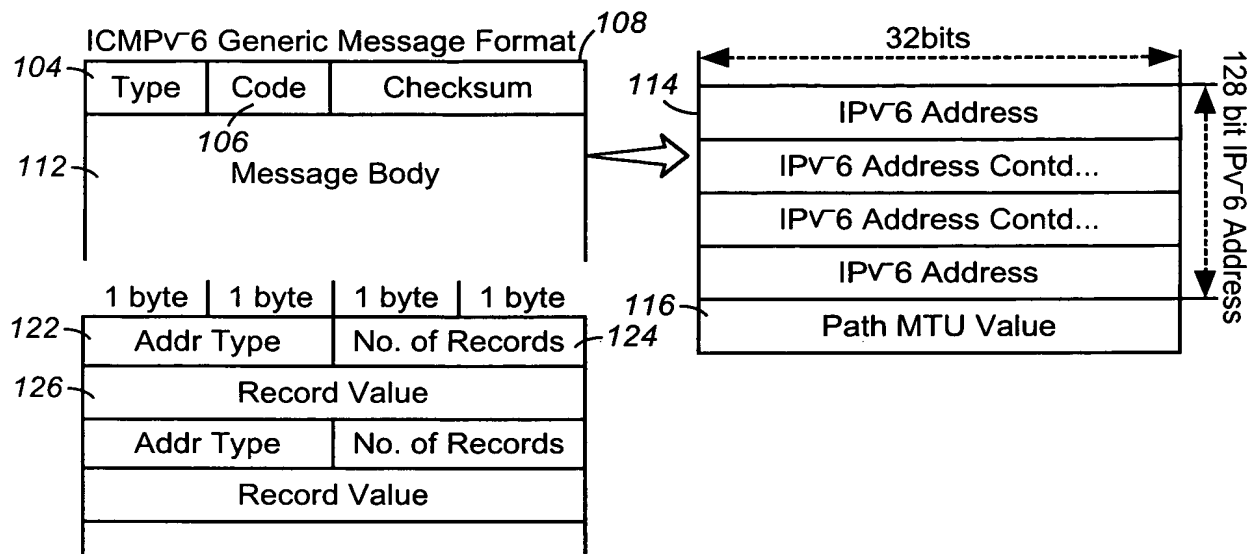 108
ICMPv-6 Generic Message Format
104
Type Code Checksum
106
112
Message Body
1 byte 1 byte 1 byte 1 byte
122
Addr Type No. of Records
124
126
Record Value
Addr Type No. of Records
Record Value
32bits
114
IPv-6 Address
IPv-6 Address Contd...
IPv-6 Address Contd...
IPv-6 Address
116
Path MTU Value
128 bit IPv-6 Address